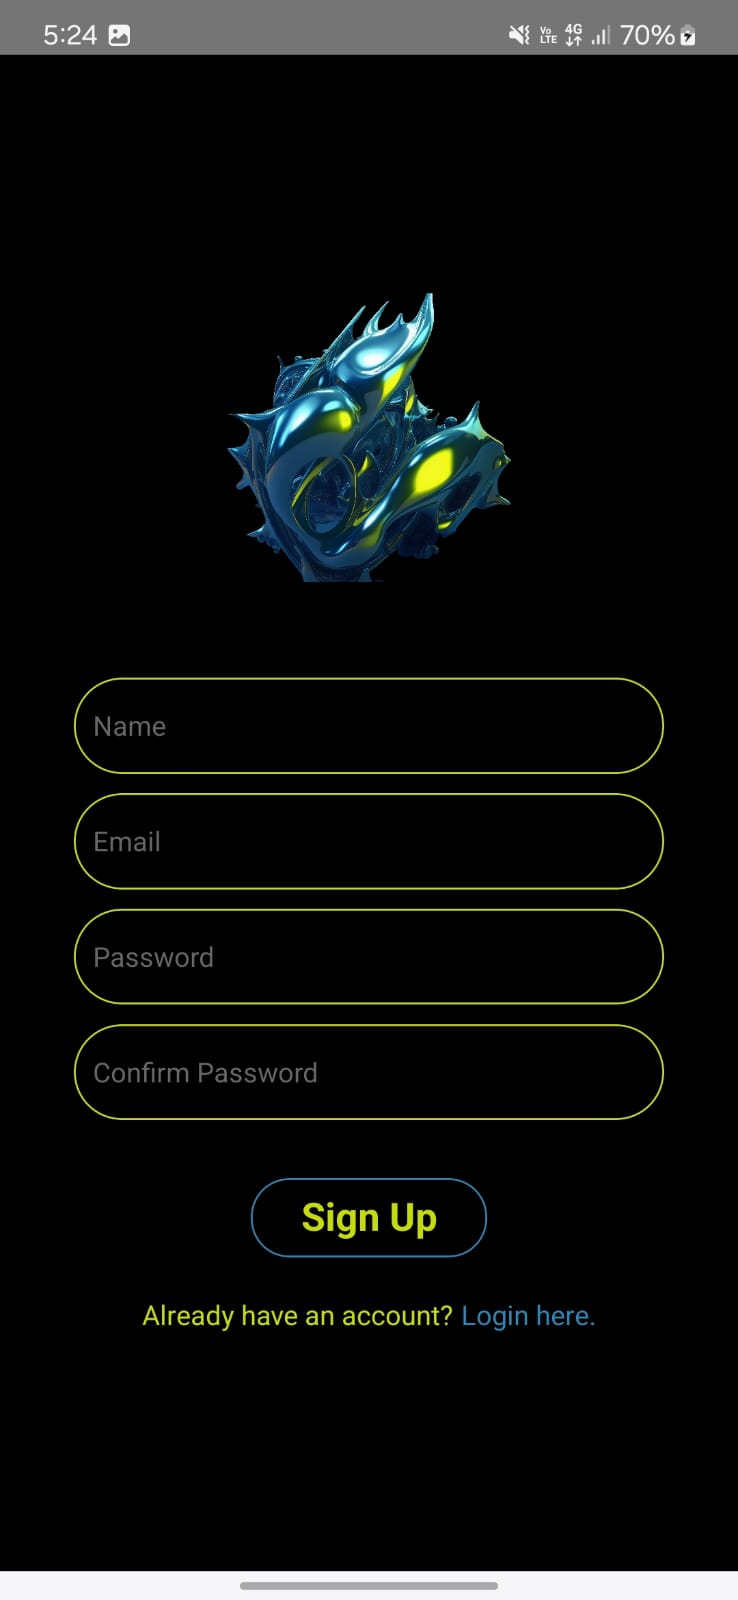 5:24 Vo LTE 4G 70%
Name
Email
Password
Confirm Password
Sign Up
Already have an account? Login here.